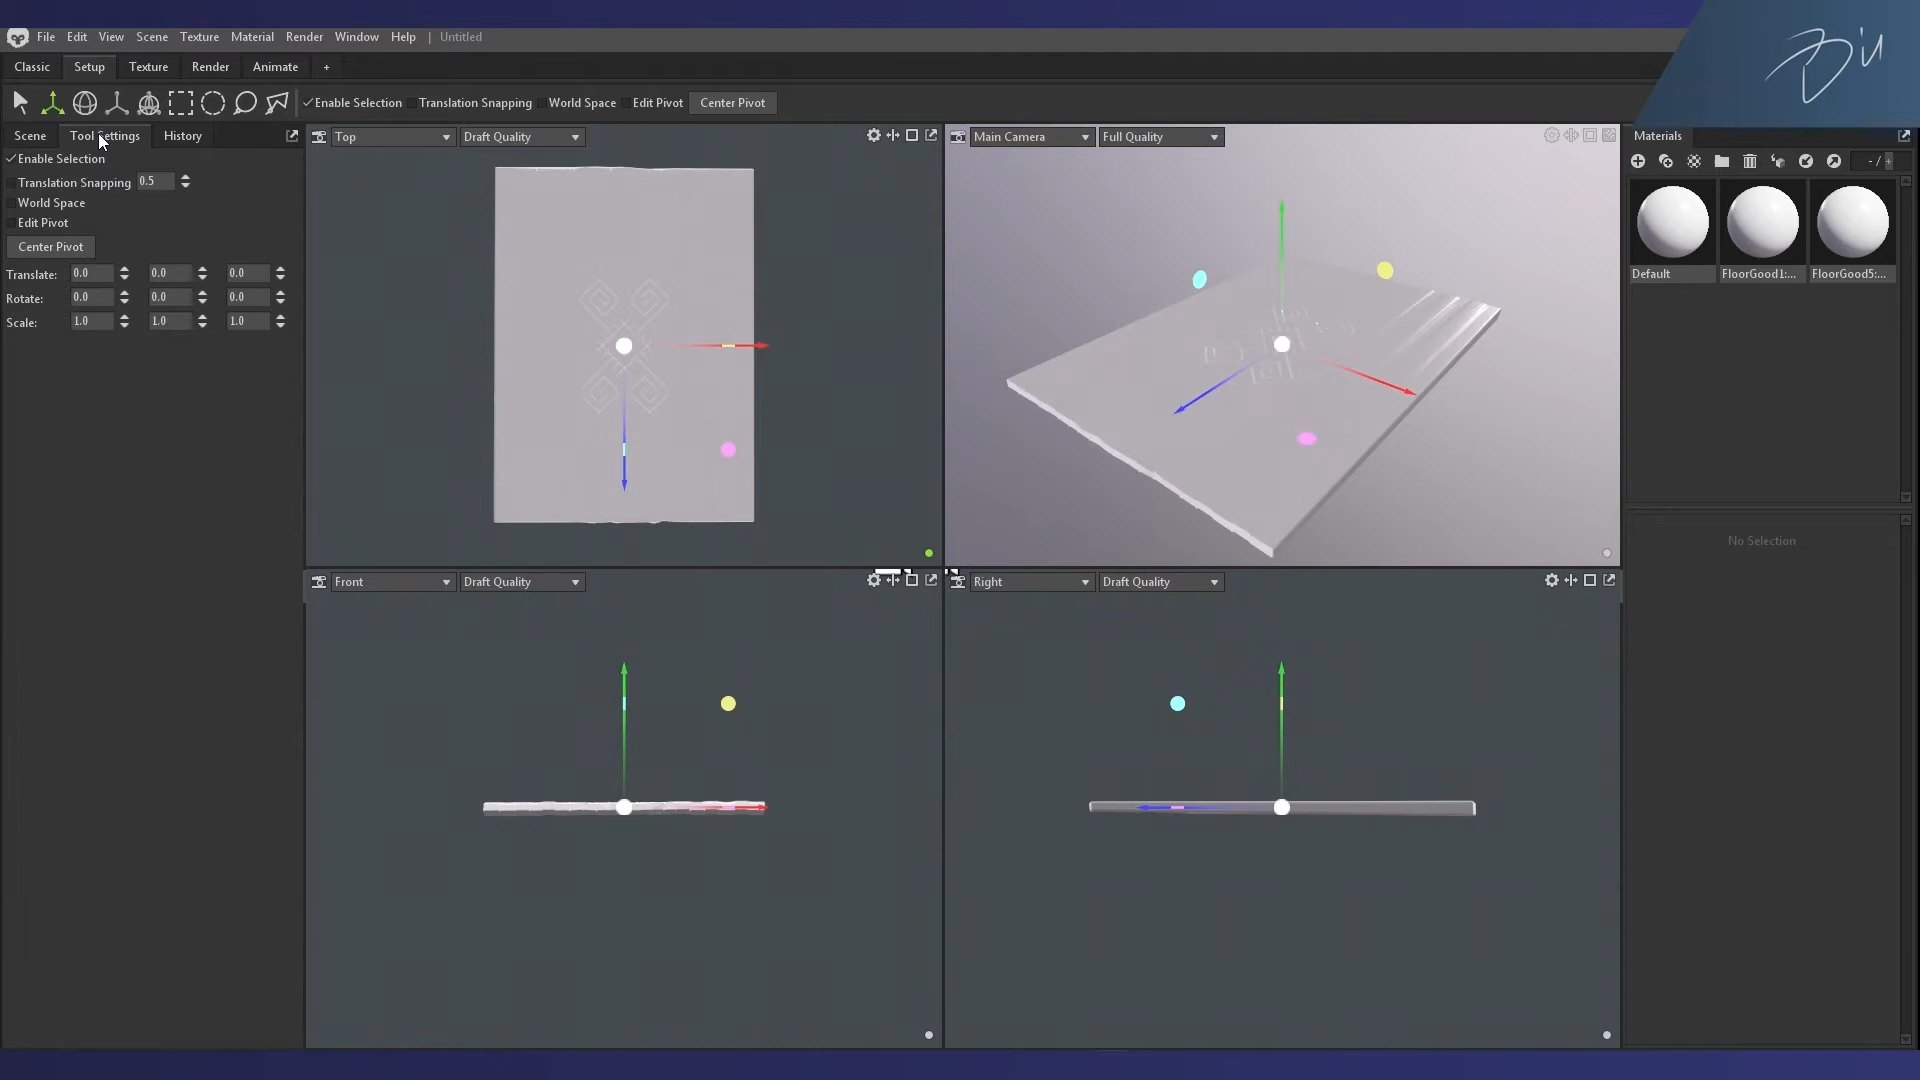 File Edit View Scene Texture Material Render Window Help | Untitled
Classic Setup Texture Render Animate +
Enable Selection Translation Snapping World Space Edit Pivot Center Pivot
Scene Tool Settings History
Enable Selection
Translation Snapping 0.5
World Space
Edit Pivot
Center Pivot
Translate: 0.0 0.0 0.0
Rotate: 0.0 0.0 0.0
Scale: 1.0 1.0 1.0
Top Draft Quality
Main Camera Full Quality
Front Draft Quality
Right Draft Quality
Materials
- / +
Default FloorGood1:... FloorGood5:...
No Selection